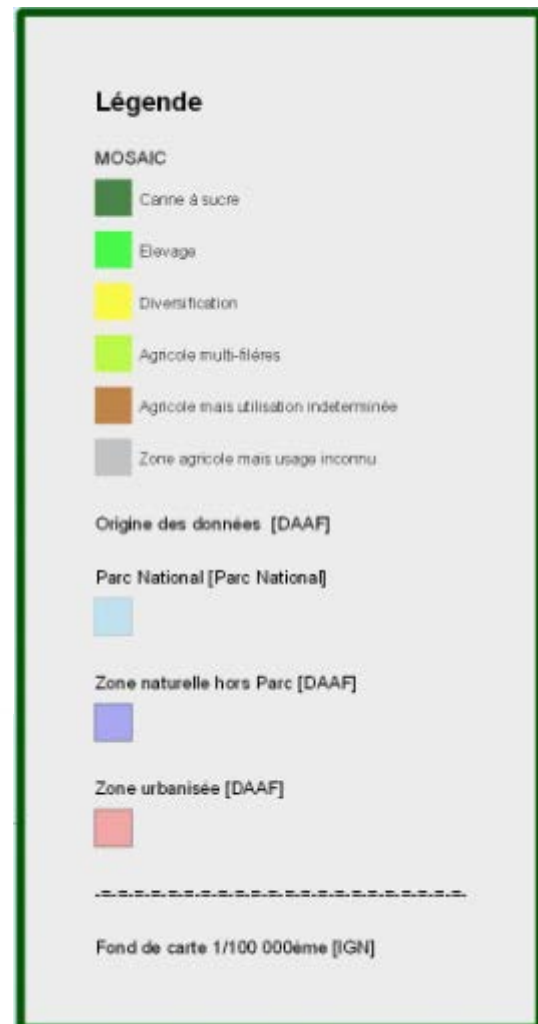 Légende
MOSAIC
Canne à sucre
Elevage
Diversification
Agricole multi-filères
Agricole mais utilisation indeterminée
Zone agricole mais usage inconnu
Origine des données [DAAF]
Parc National [Parc National]
Zone naturelle hors Parc [DAAF]
Zone urbanisée [DAAF]
-=-=-=-=-=-=-=-=-=-=-=-=-=-=-=-=-=-=-=-=-=-
Fond de carte 1/100 000ème [IGN]